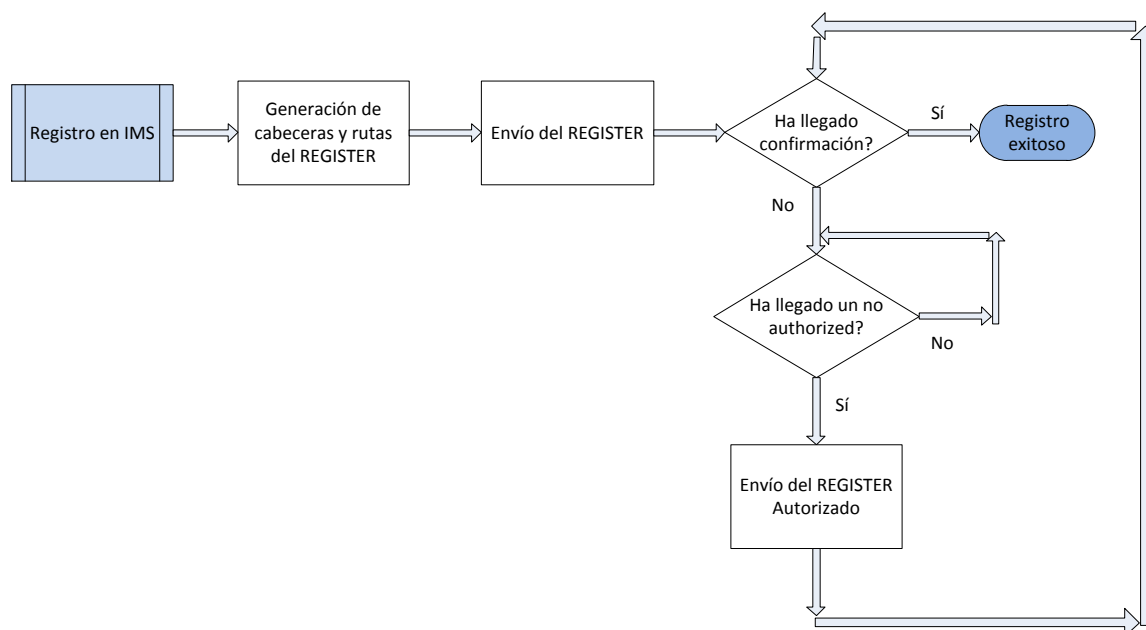 Registro en IMS
Generación de
cabeceras y rutas
del REGISTER
Envío del REGISTER
Ha llegado
confirmación?
Sí
Registro
exitoso
No
Ha llegado un no
authorized?
No
Sí
Envío del REGISTER
Autorizado